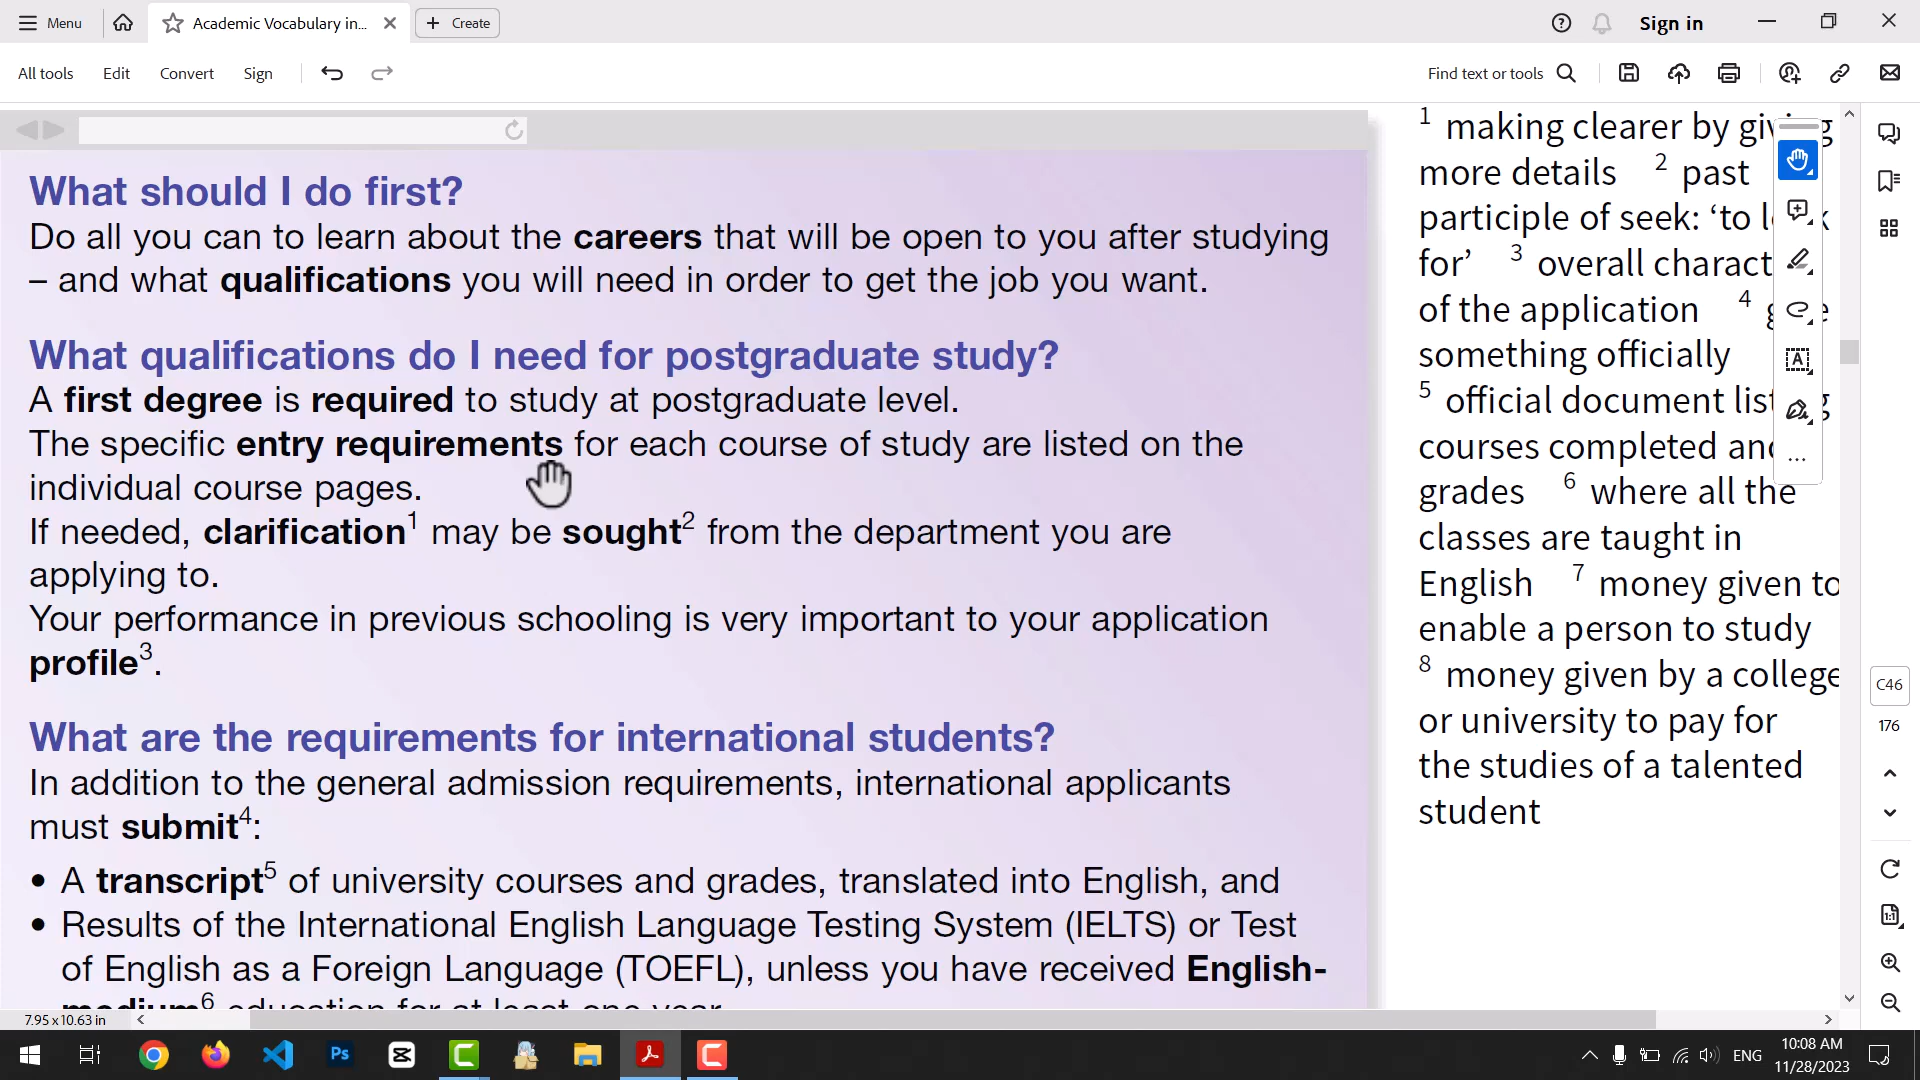 Menu
Academic Vocabulary in...
Create
Sign in
All tools
Edit
Convert
Sign
Find text or tools
What should I do first?
Do all you can to learn about the careers that will be open to you after studying
– and what qualifications you will need in order to get the job you want.
What qualifications do I need for postgraduate study?
A first degree is required to study at postgraduate level.
The specific entry requirements for each course of study are listed on the
individual course pages.
If needed, clarification1 may be sought2 from the department you are
applying to.
Your performance in previous schooling is very important to your application
profile3.
What are the requirements for international students?
In addition to the general admission requirements, international applicants
must submit4:
• A transcript5 of university courses and grades, translated into English, and
• Results of the International English Language Testing System (IELTS) or Test
of English as a Foreign Language (TOEFL), unless you have received English-
medium6 education for at least one year
1 making clearer by giving
more details 2 past
participle of seek: ‘to look
for’ 3 overall charact
of the application 4
something officially
5 official document listing
courses completed and
grades 6 where all the
classes are taught in
English 7 money given to
enable a person to study
8 money given by a college
or university to pay for
the studies of a talented
student
C46
176
7.95 x 10.63 in
Ps
ENG
10:08 AM
11/28/2023